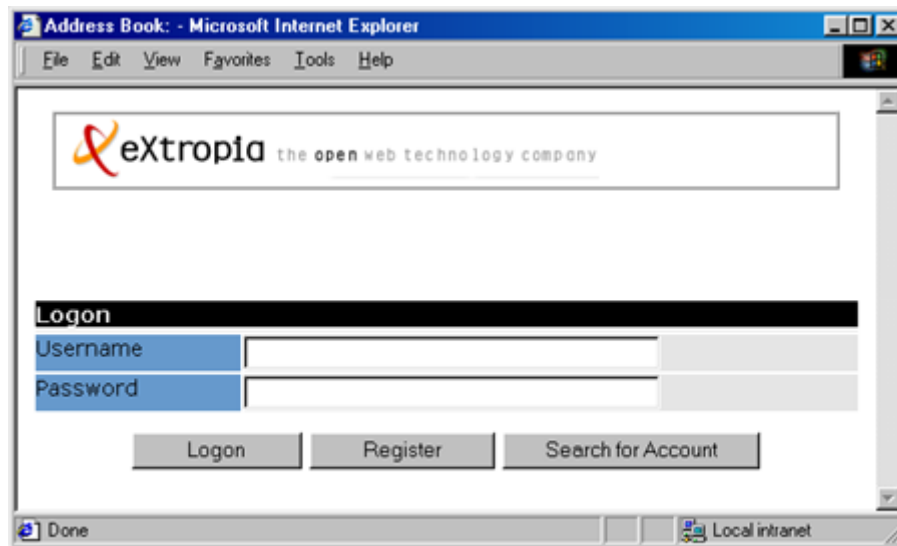 Address Book: - Microsoft Internet Explorer
File Edit View Favorites Tools Help
eXtropia the open web technology company
Logon
Username
Password
Logon Register Search for Account
Done Local intranet